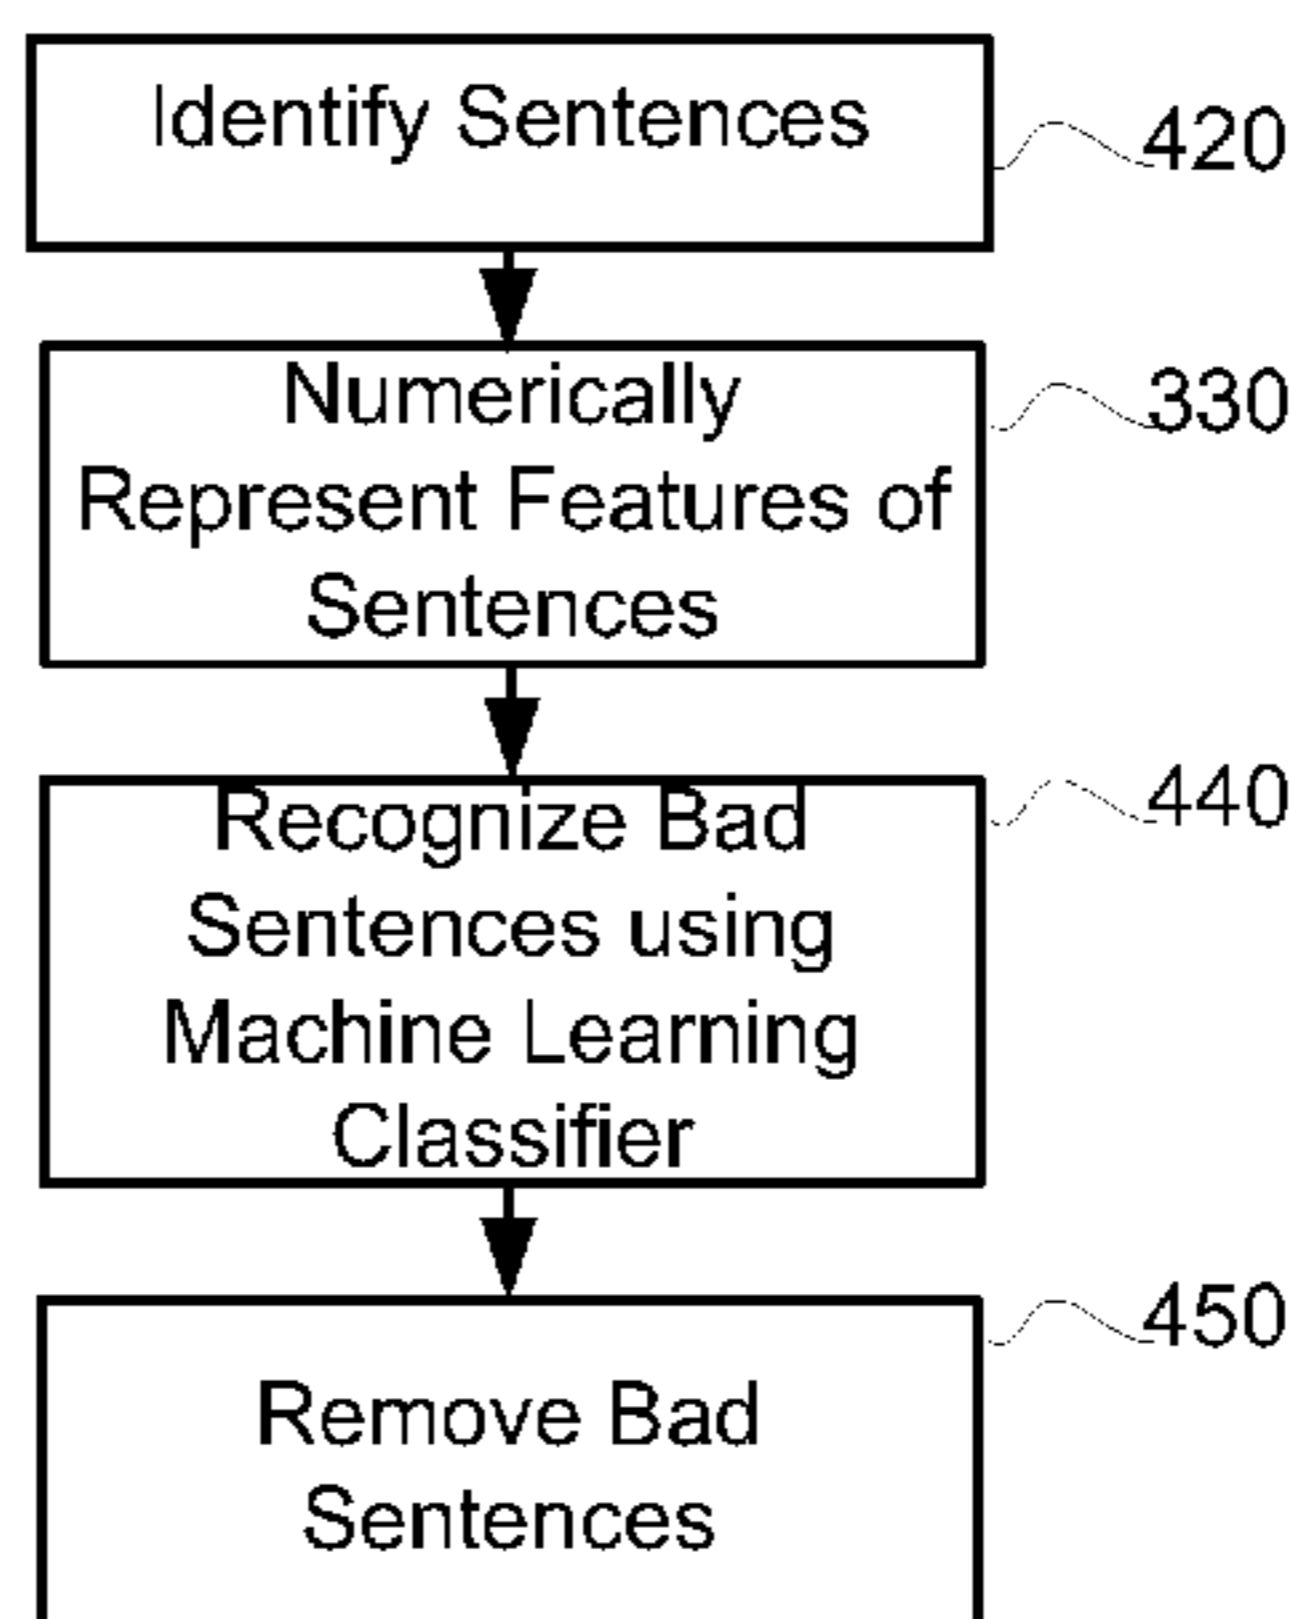 Identify Sentences
420
Numerically
Represent Features of
Sentences
330
Recognize Bad
Sentences using
Machine Learning
Classifier
440
Remove Bad
Sentences
450